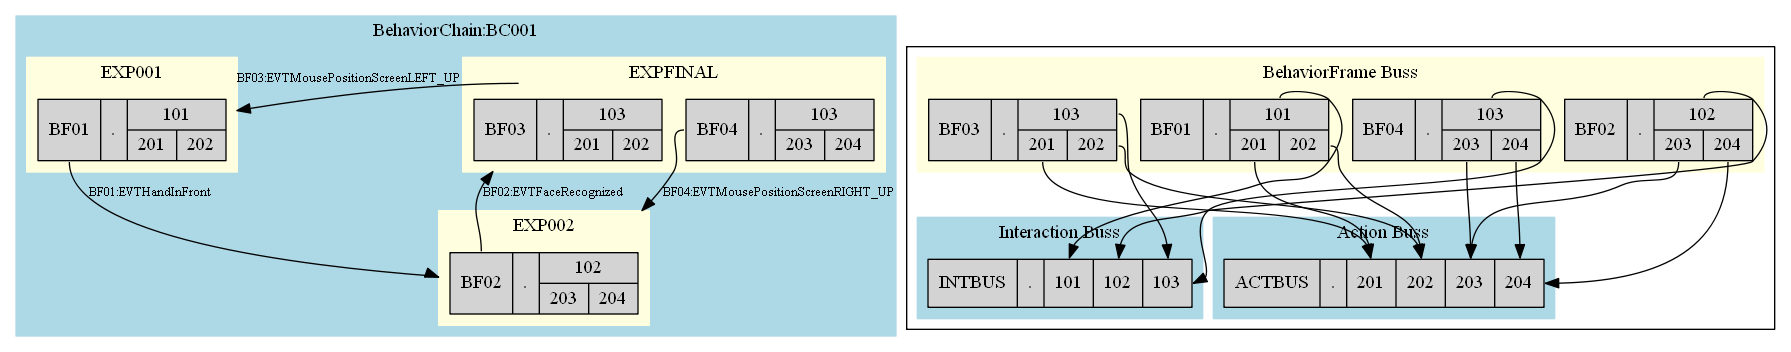 BehaviorChain:BC001
EXP001
BF01 . 101
201 202
BF03:EVTMousePositionScreenLEFT_UP
EXPFINAL
BF03 . 103
201 202
BF04 . 103
203 204
BF01:EVTHandInFront
BF02:EVTFaceRecognized
BF04:EVTMousePositionScreenRIGHT_UP
EXP002
BF02 . 102
203 204
BehaviorFrame Buss
BF03 . 103
201 202
BF01 . 101
201 202
BF04 . 103
203 204
BF02 . 102
203 204
Interaction Buss
INTBUS . 101 102 103
Action Buss
ACTBUS . 201 202 203 204